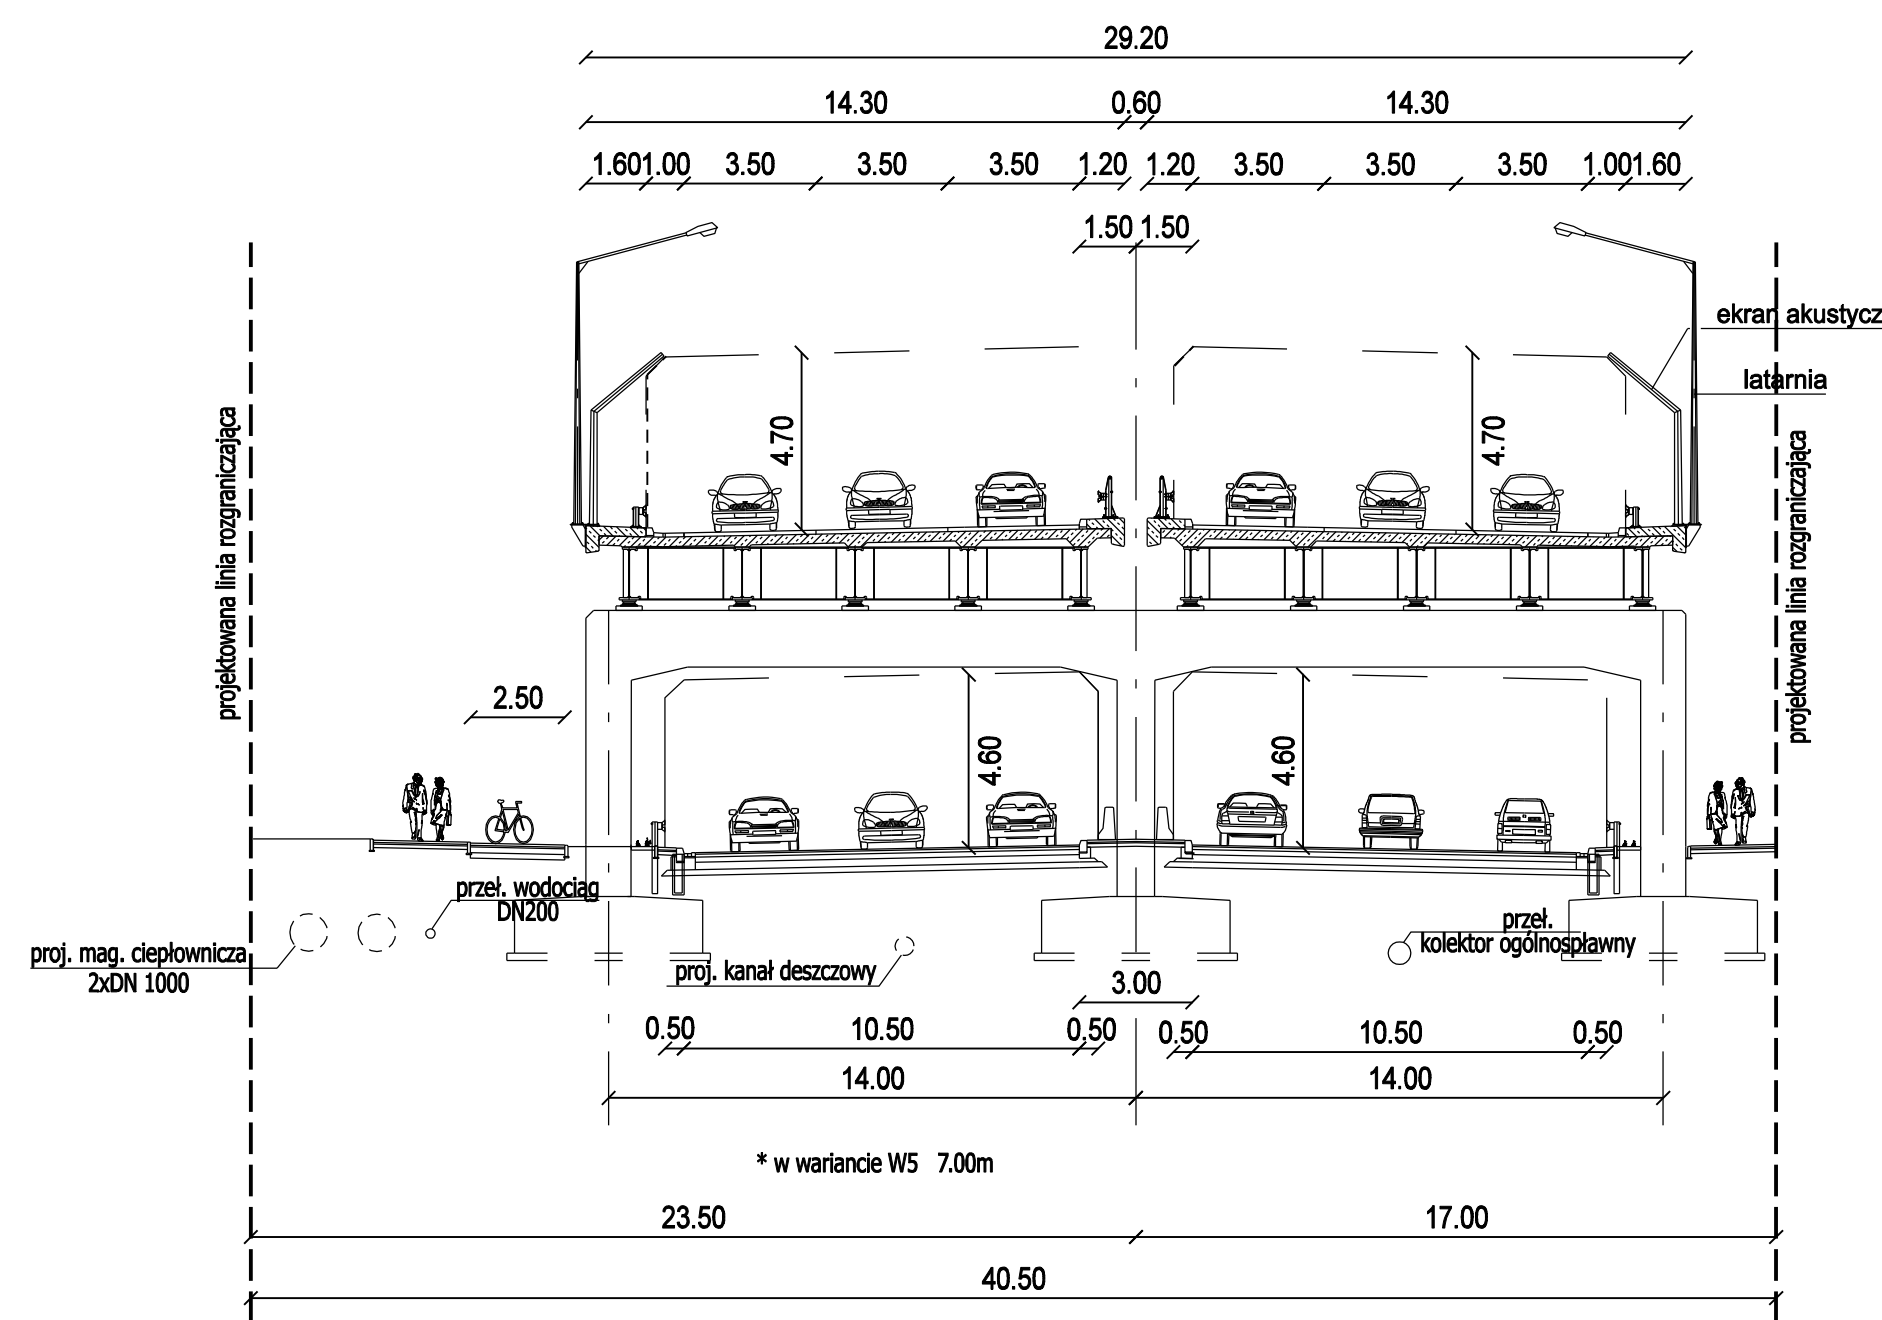 29.20
14.30 0.60 14.30
1.60 1.00 3.50 3.50 3.50 1.20 1.20 3.50 3.50 3.50 1.00 1.60
1.50 1.50
ekran akustycz
latarnia
projektowana linia rozgraniczająca
4.70
4.70
projektowana linia rozgraniczająca
2.50
4.60
4.60
przeł. wodociąg
DN200
proj. mag. ciepłownicza
2xDN 1000
proj. kanał deszczowy
przeł.
kolektor ogólnospławny
3.00
0.50 10.50 0.50 0.50 10.50 0.50
14.00 14.00
* w wariancie W5 7.00m
23.50 17.00
40.50